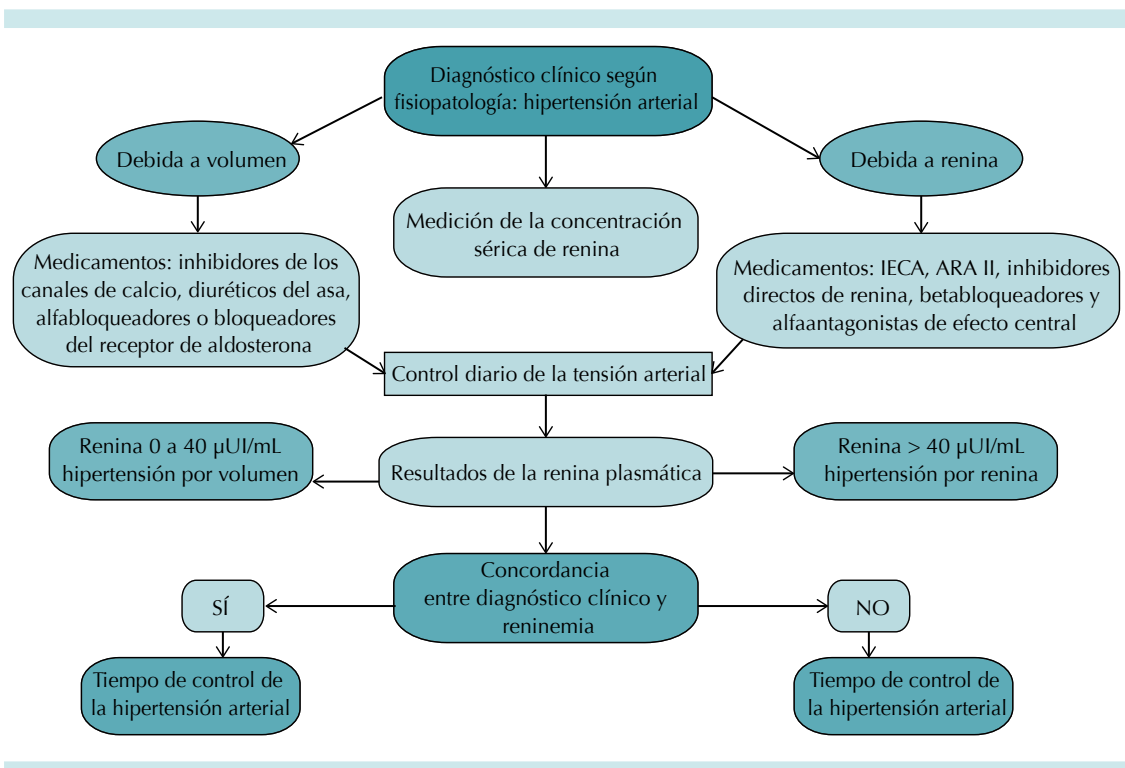 Diagnóstico clínico según
fisiopatología: hipertensión arterial
Debida a volumen
Debida a renina
Medición de la concentración
sérica de renina
Medicamentos: inhibidores de los
canales de calcio, diuréticos del asa,
alfabloqueadores o bloqueadores
del receptor de aldosterona
Medicamentos: IECA, ARA II, inhibidores
directos de renina, betabloqueadores y
alfaantagonistas de efecto central
Control diario de la tensión arterial
Renina 0 a 40 µUI/mL
hipertensión por volumen
Resultados de la renina plasmática
Renina > 40 µUI/mL
hipertensión por renina
Concordancia
entre diagnóstico clínico y
reninemia
SÍ
NO
Tiempo de control de
la hipertensión arterial
Tiempo de control de
la hipertensión arterial